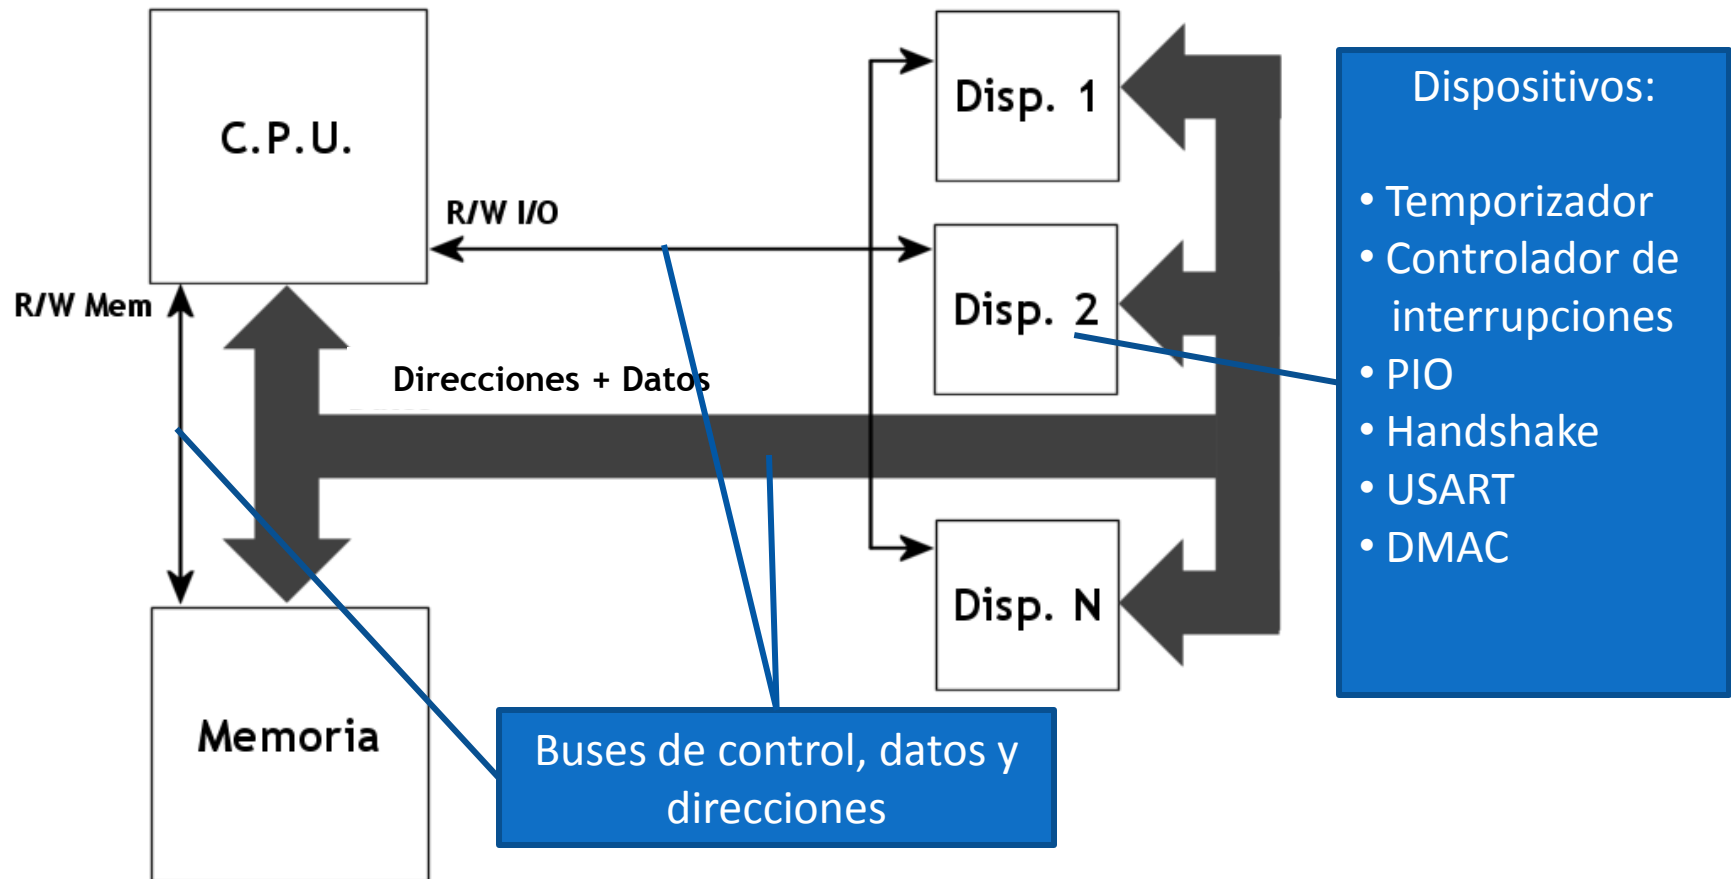 C.P.U.
R/W I/O
R/W Mem
Direcciones + Datos
Memoria
Disp. 1
Disp. 2
Disp. N
Dispositivos:
• Temporizador
• Controlador de
interrupciones
• PIO
• Handshake
• USART
• DMAC
Buses de control, datos y
direcciones